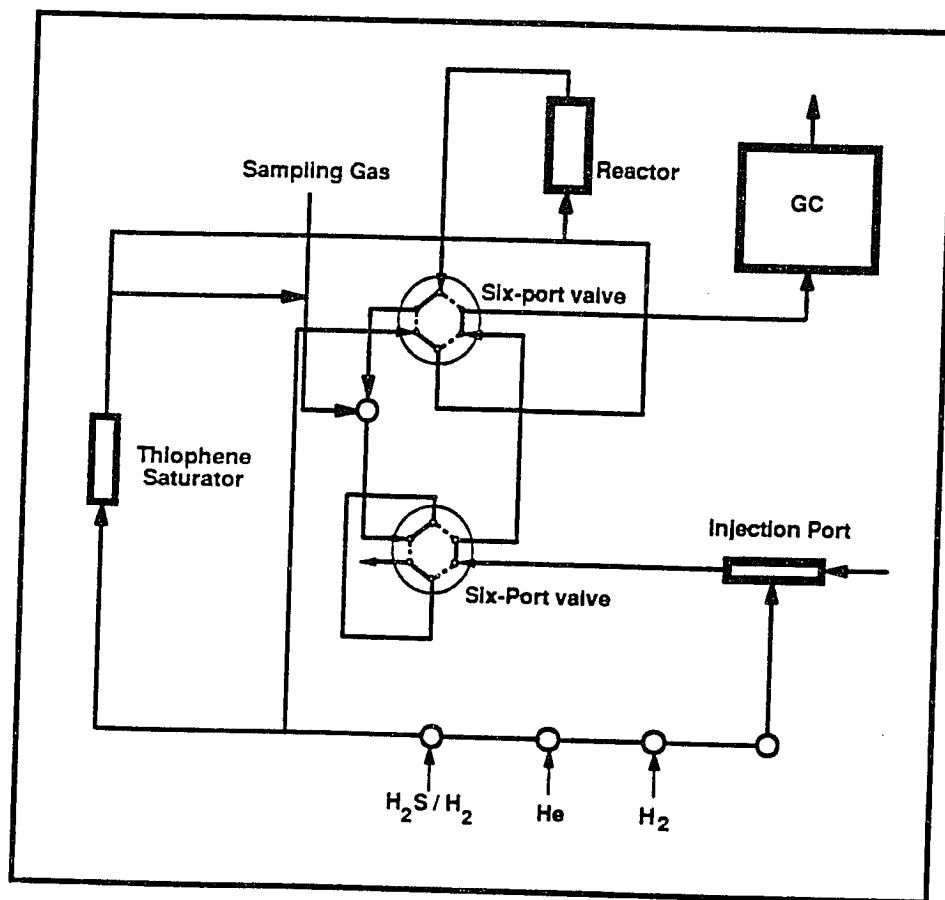 Sampling Gas
Reactor
GC
Six-port valve
Thiophene
Saturator
Injection Port
Six-Port valve
H₂S / H₂
He
H₂